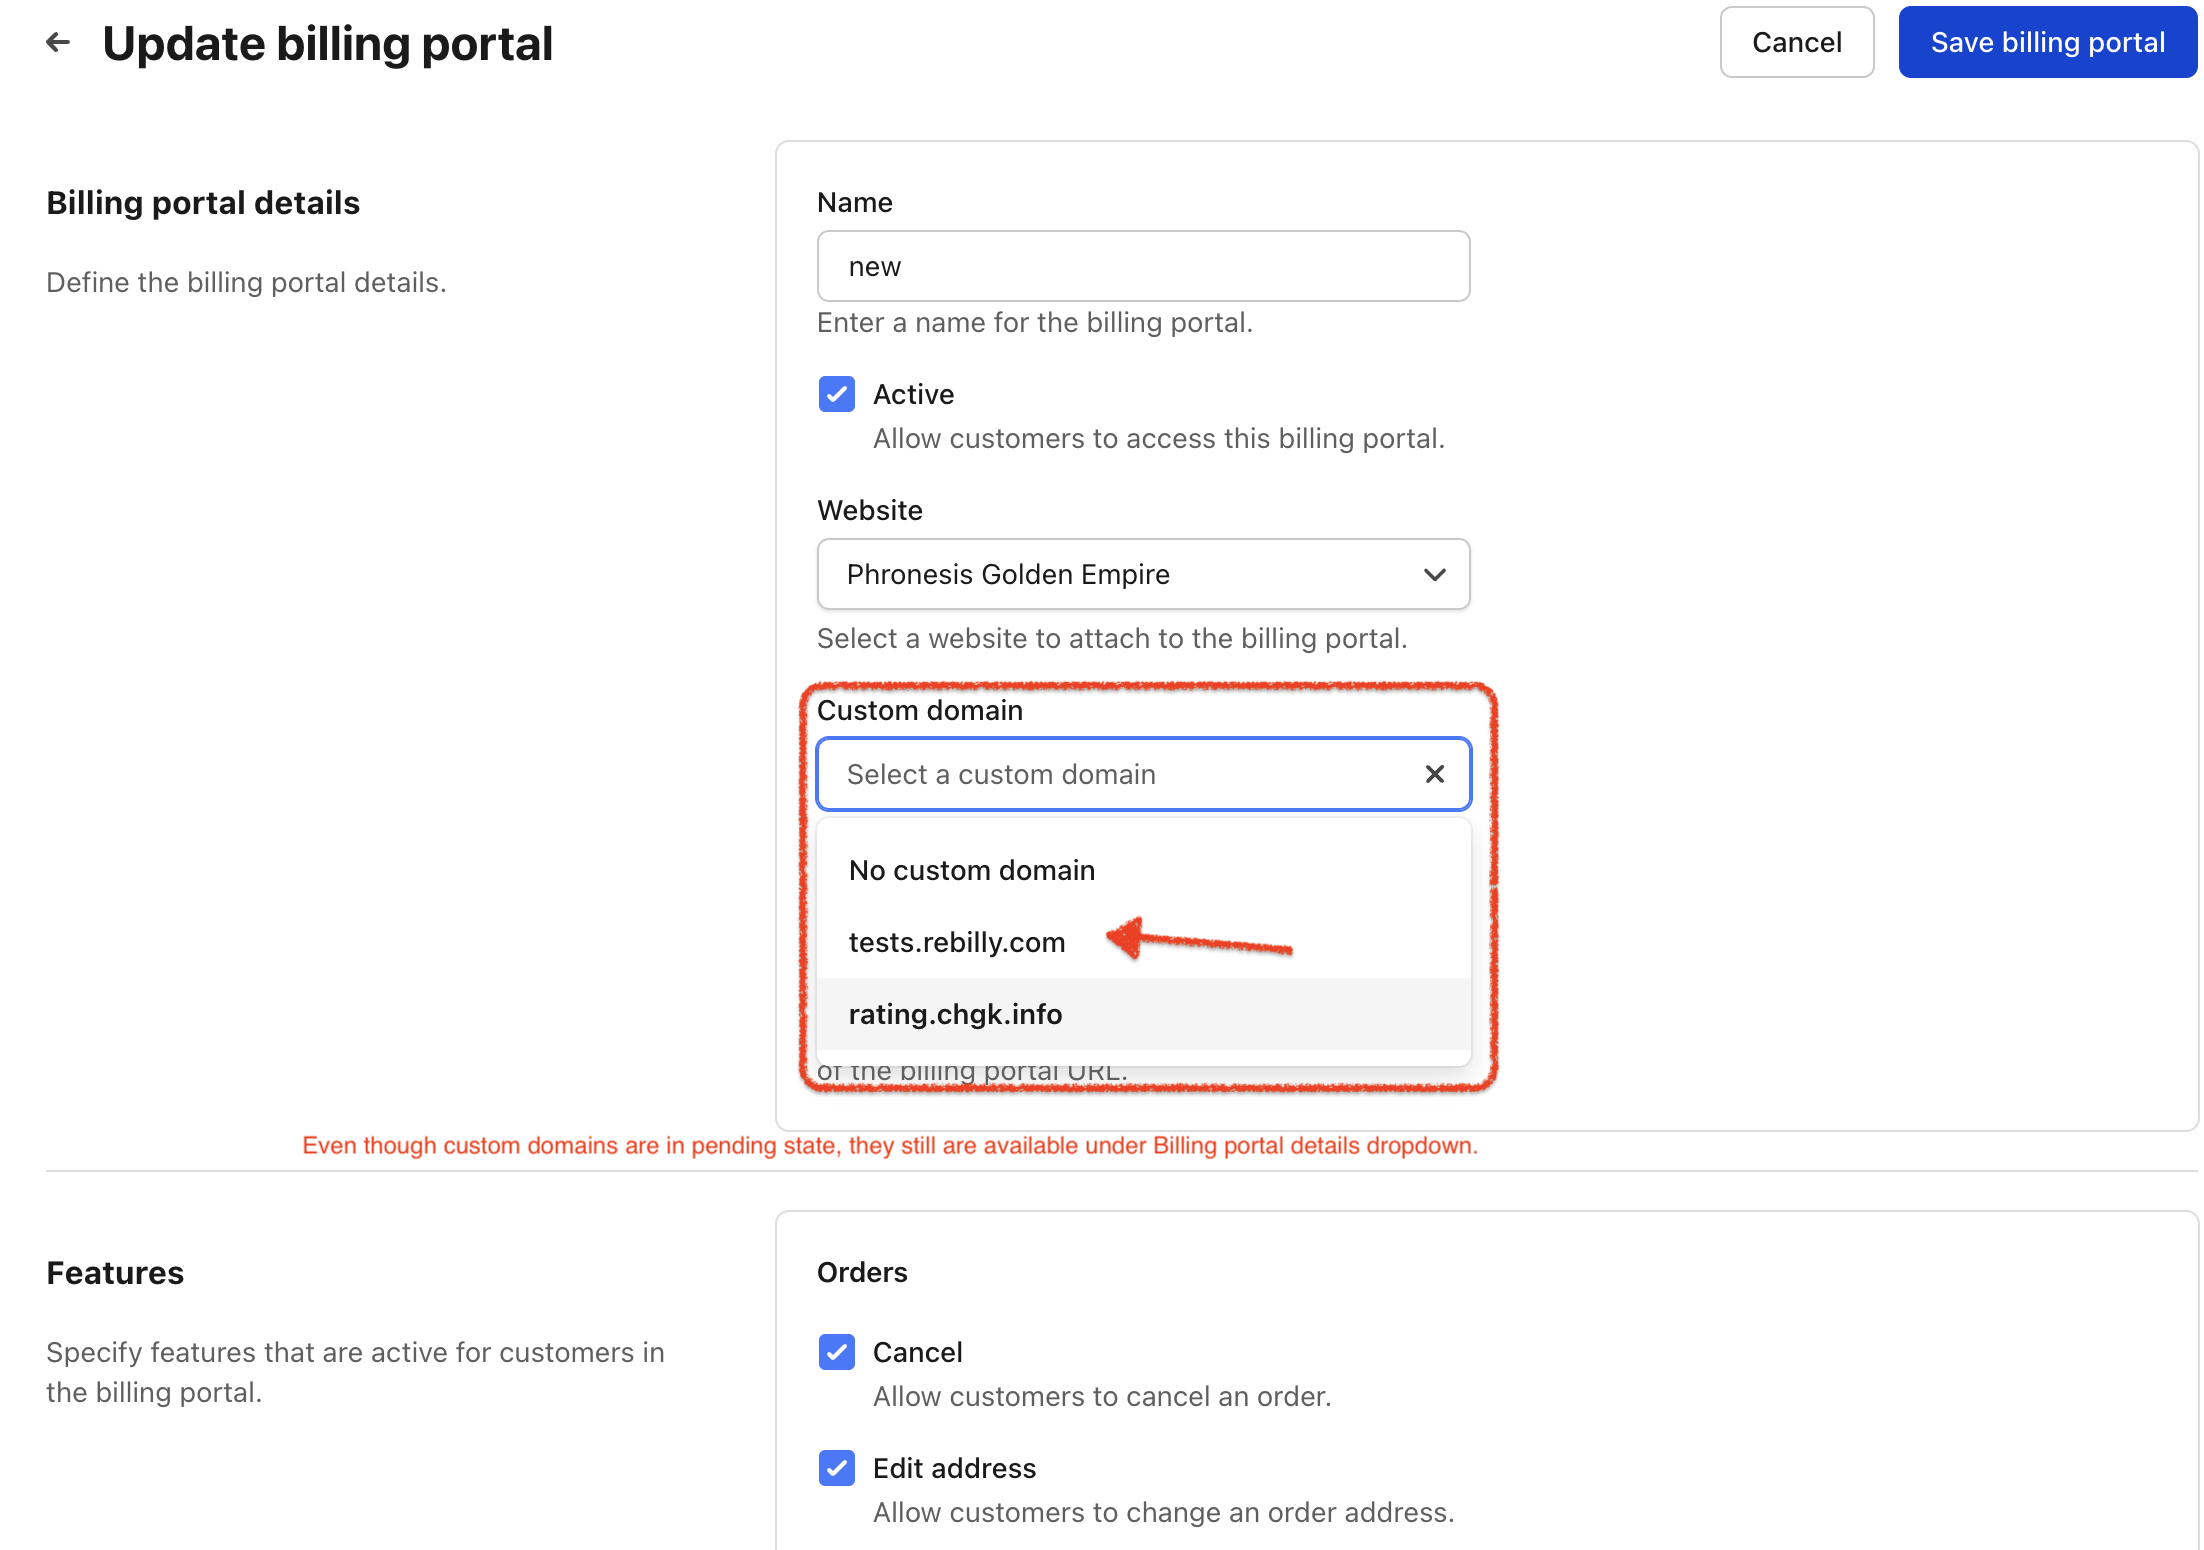 Update billing portal
Cancel
Save billing portal
Billing portal details
Define the billing portal details.
Name
new
Enter a name for the billing portal.
Active
Allow customers to access this billing portal.
Website
Phronesis Golden Empire
Select a website to attach to the billing portal.
Custom domain
Select a custom domain
No custom domain
tests.rebilly.com
rating.chgk.info
of the billing portal URL.
Even though custom domains are in pending state, they still are available under Billing portal details dropdown.
Features
Specify features that are active for customers in
the billing portal.
Orders
Cancel
Allow customers to cancel an order.
Edit address
Allow customers to change an order address.